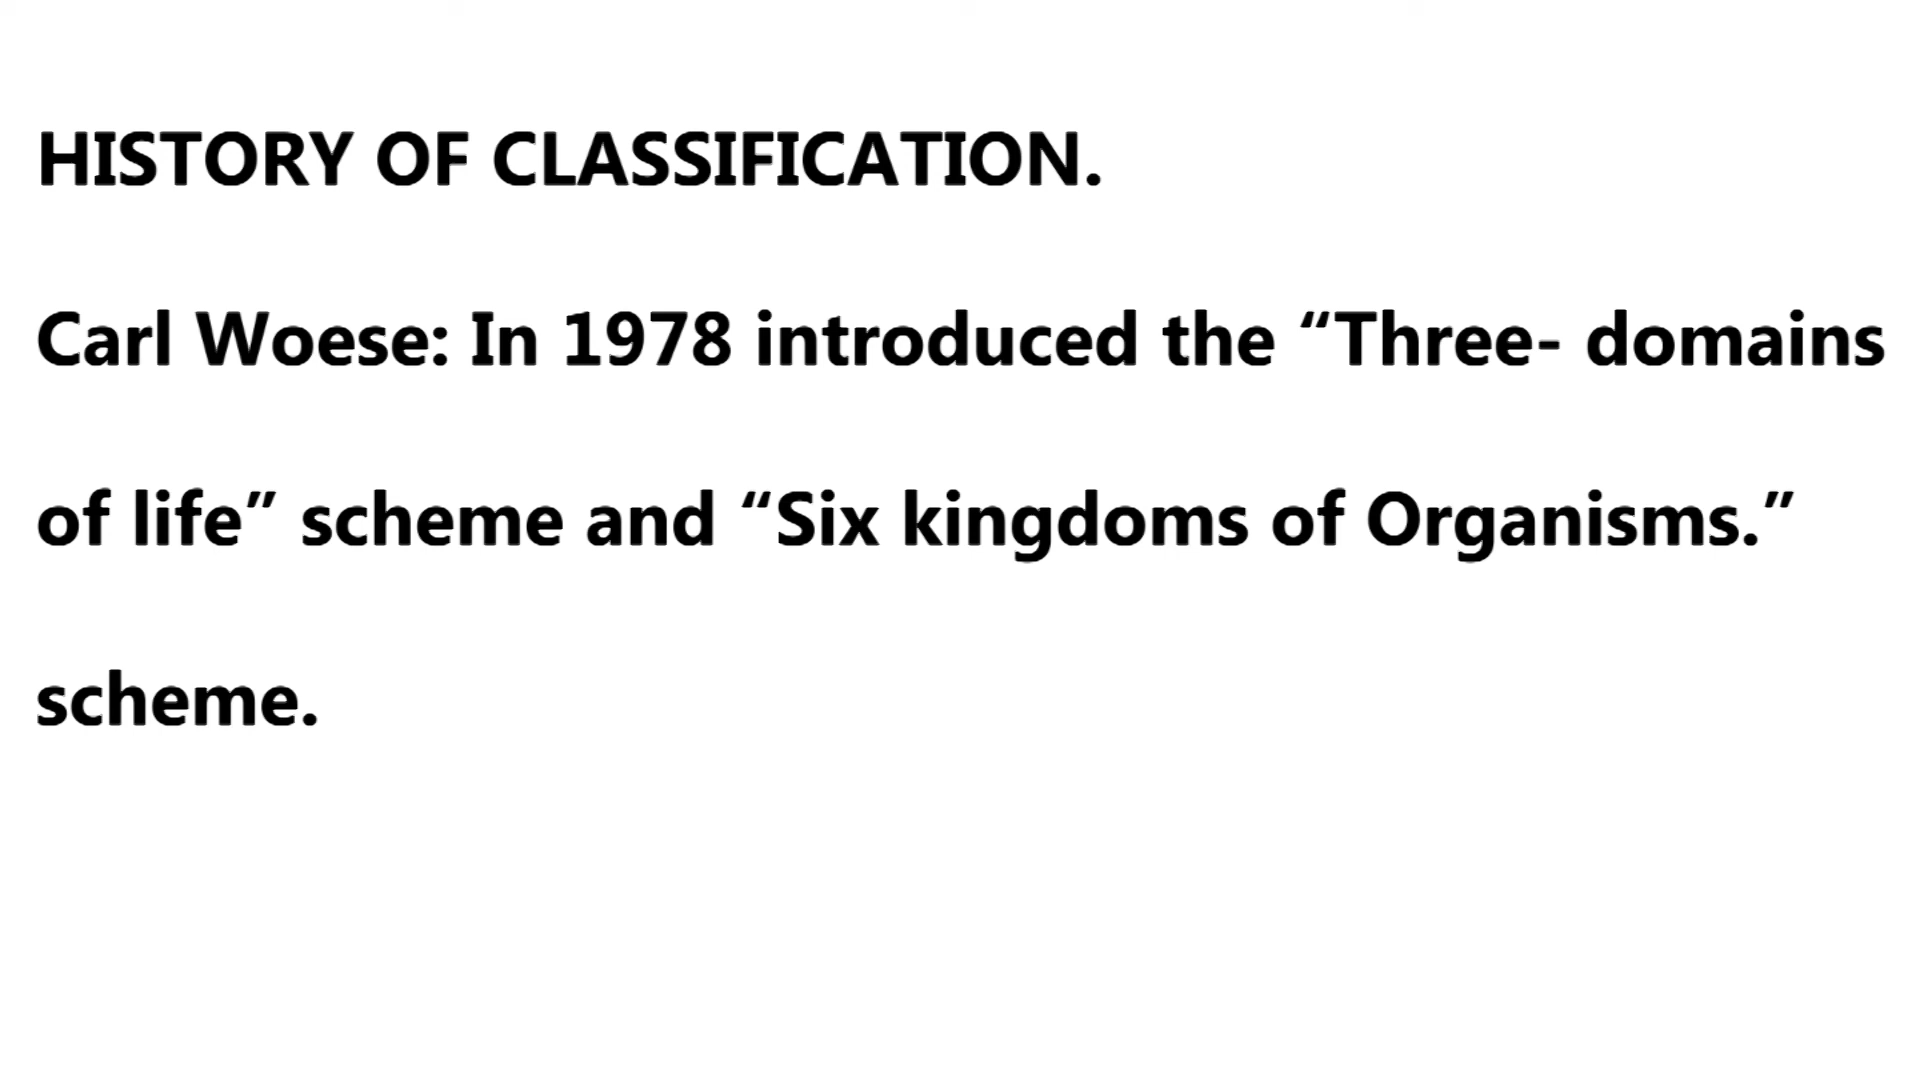 HISTORY OF CLASSIFICATION.
Carl Woese: In 1978 introduced the “Three- domains
of life” scheme and “Six kingdoms of Organisms.”
scheme.